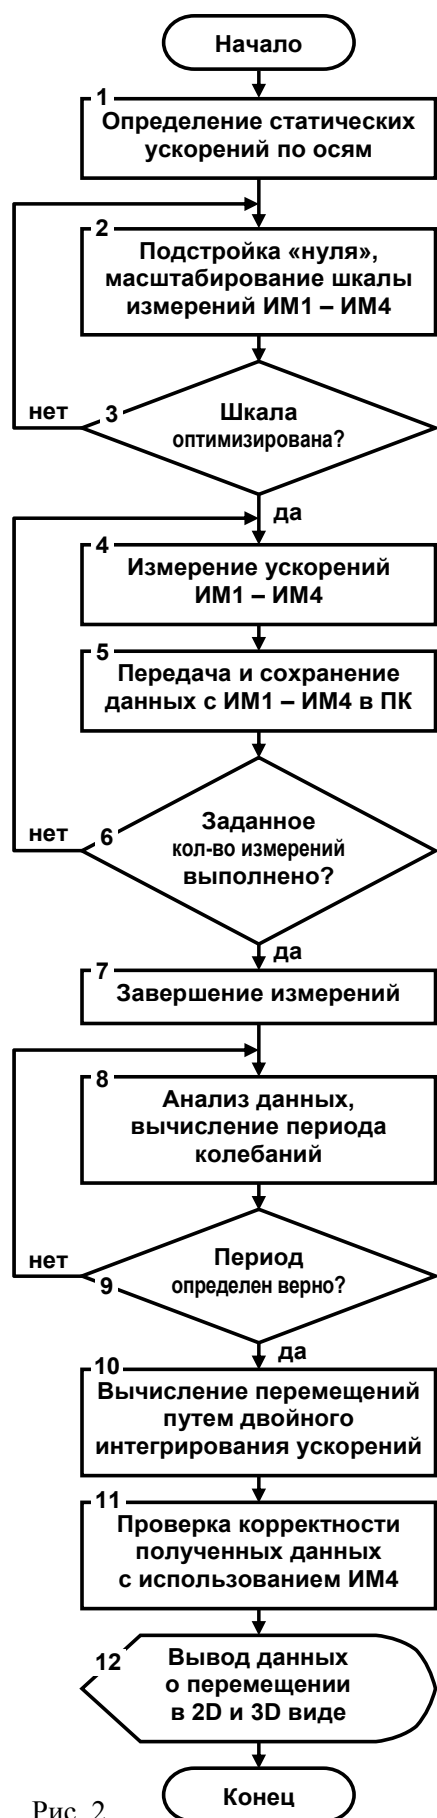 Начало
1
Определение статических
ускорений по осям
2
Подстройка «нуля»,
масштабирование шкалы
измерений ИМ1 – ИМ4
нет
3
Шкала
оптимизирована?
да
4
Измерение ускорений
ИМ1 – ИМ4
5
Передача и сохранение
данных с ИМ1 – ИМ4 в ПК
нет
6
Заданное
кол-во измерений
выполнено?
да
7
Завершение измерений
8
Анализ данных,
вычисление периода
колебаний
нет
9
Период
определен верно?
да
10
Вычисление перемещений
путем двойного
интегрирования ускорений
11
Проверка корректности
полученных данных
с использованием ИМ4
12
Вывод данных
о перемещении
в 2D и 3D виде
Конец
Рис. 2